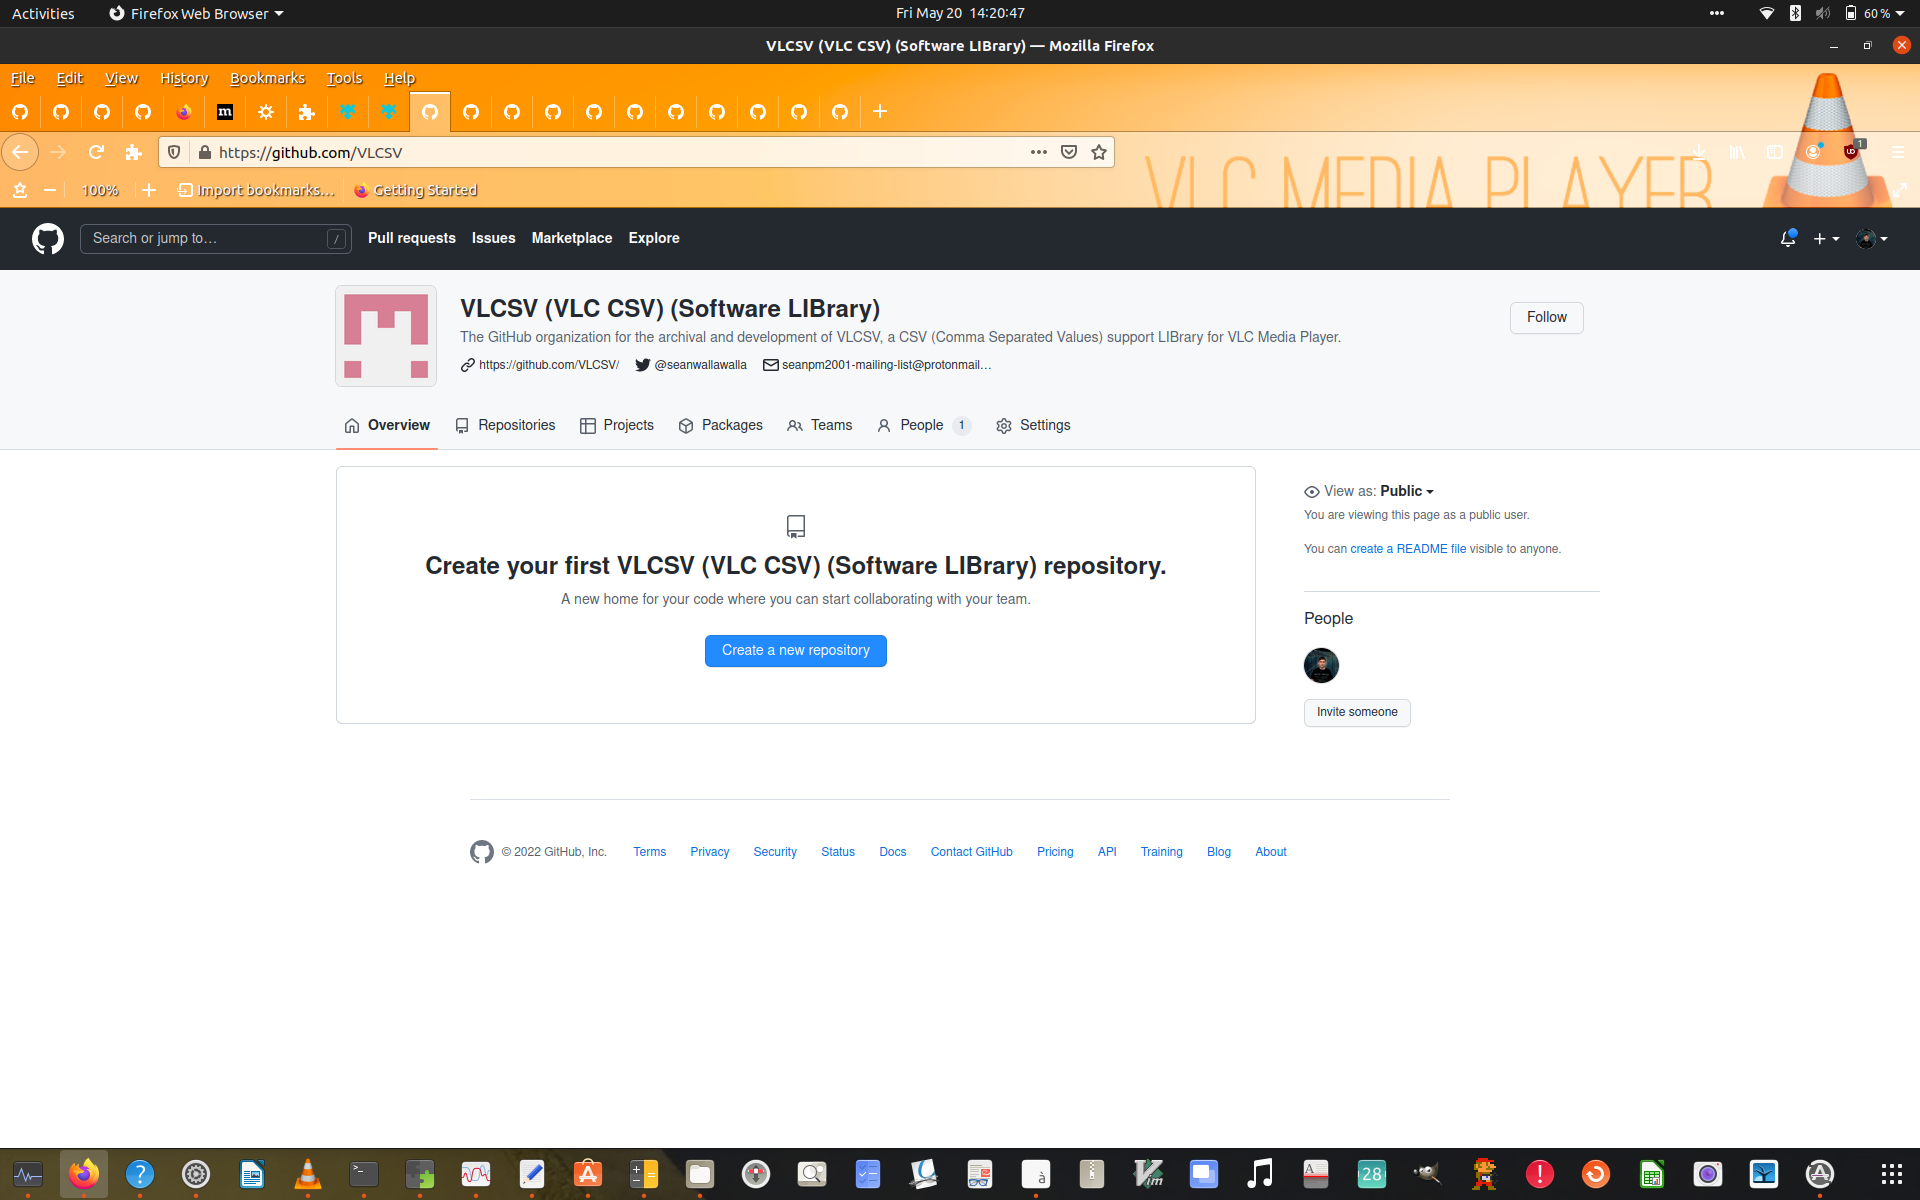 Activities
Firefox Web Browser
Fri May 20 14:20:47
60 %
VLCSV (VLC CSV) (Software LIBrary) — Mozilla Firefox
File Edit View History Bookmarks Tools Help
m
https://github.com/VLCSV
1
100%
Import bookmarks...
Getting Started
VLC MEDIA PLAYER
Search or jump to…
/
Pull requests
Issues
Marketplace
Explore
VLCSV (VLC CSV) (Software LIBrary)
Follow
The GitHub organization for the archival and development of VLCSV, a CSV (Comma Separated Values) support LIBrary for VLC Media Player.
https://github.com/VLCSV/
@seanwallawalla
seanpm2001-mailing-list@protonmail…
Overview
Repositories
Projects
Packages
Teams
People 1
Settings
Create your first VLCSV (VLC CSV) (Software LIBrary) repository.
A new home for your code where you can start collaborating with your team.
Create a new repository
View as: Public
You are viewing this page as a public user.
You can create a README file visible to anyone.
People
Invite someone
© 2022 GitHub, Inc.
Terms
Privacy
Security
Status
Docs
Contact GitHub
Pricing
API
Training
Blog
About
?
>_
à
Vim
A
28
!